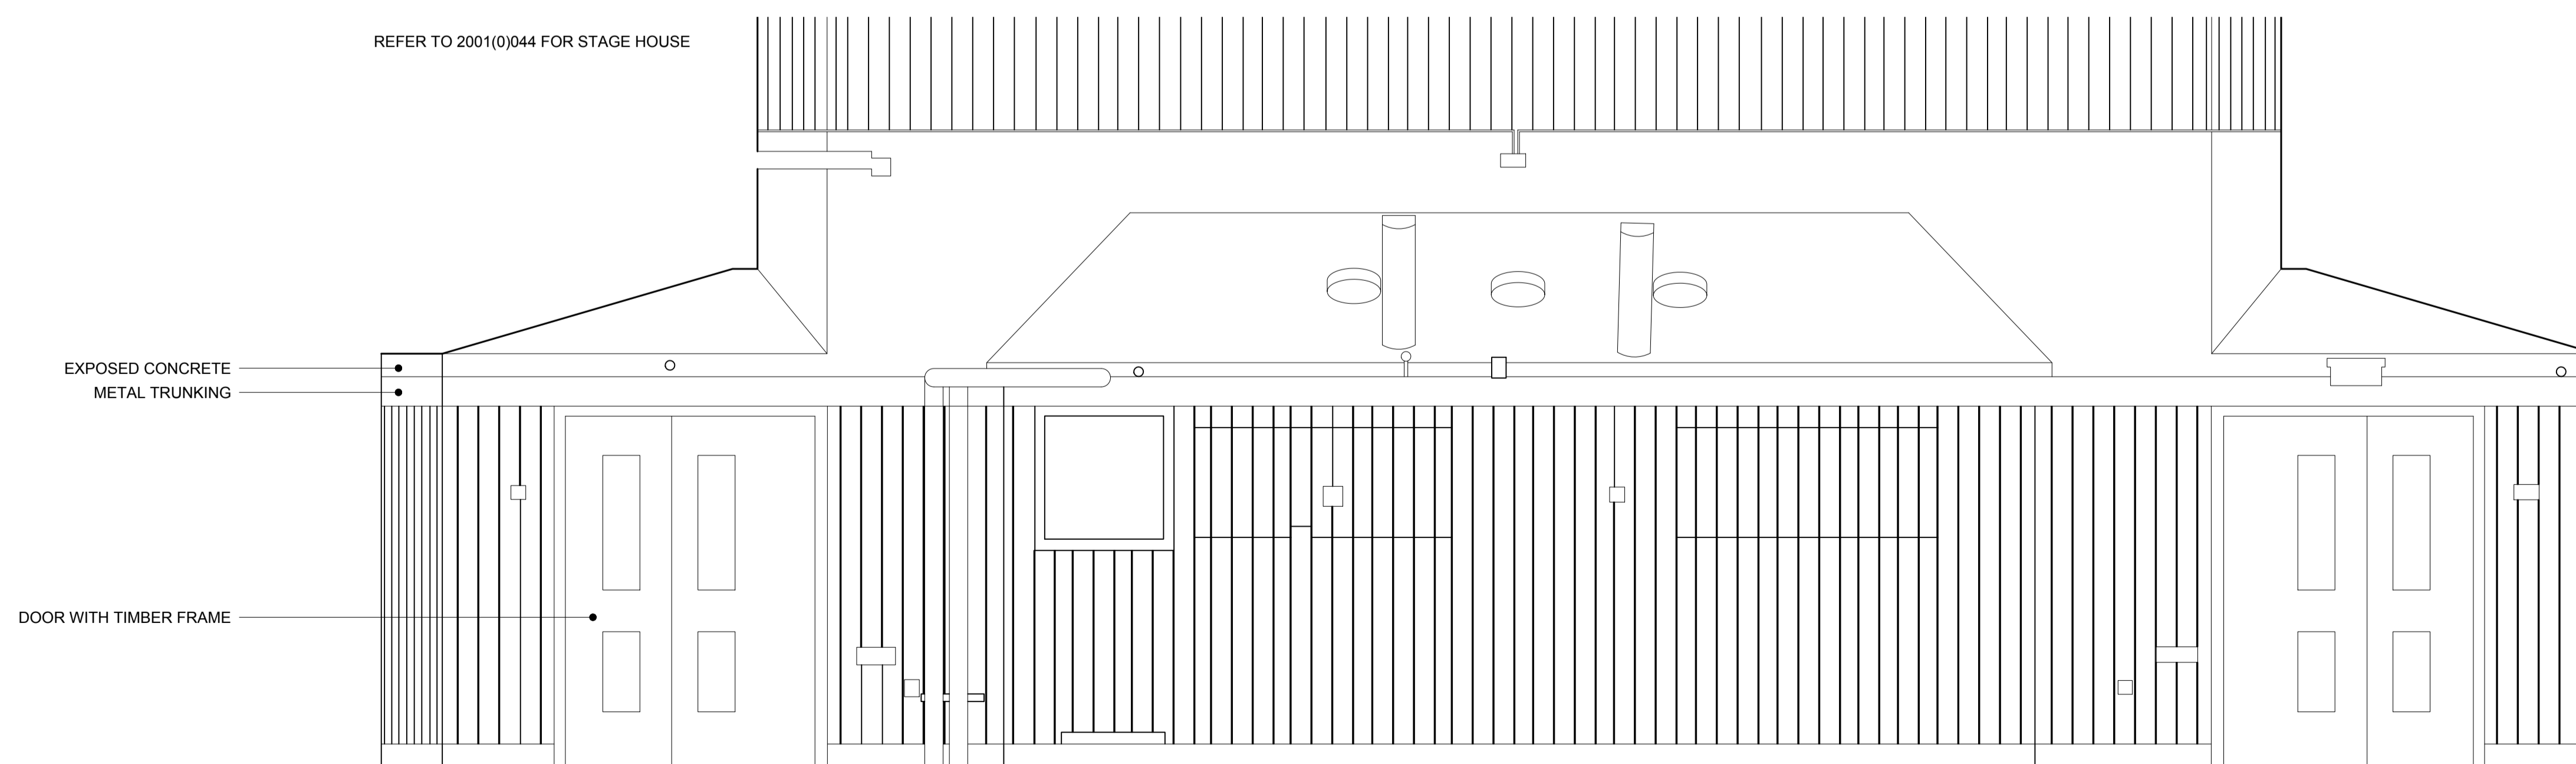 REFER TO 2001(0)044 FOR STAGE HOUSE
EXPOSED CONCRETE
METAL TRUNKING
DOOR WITH TIMBER FRAME